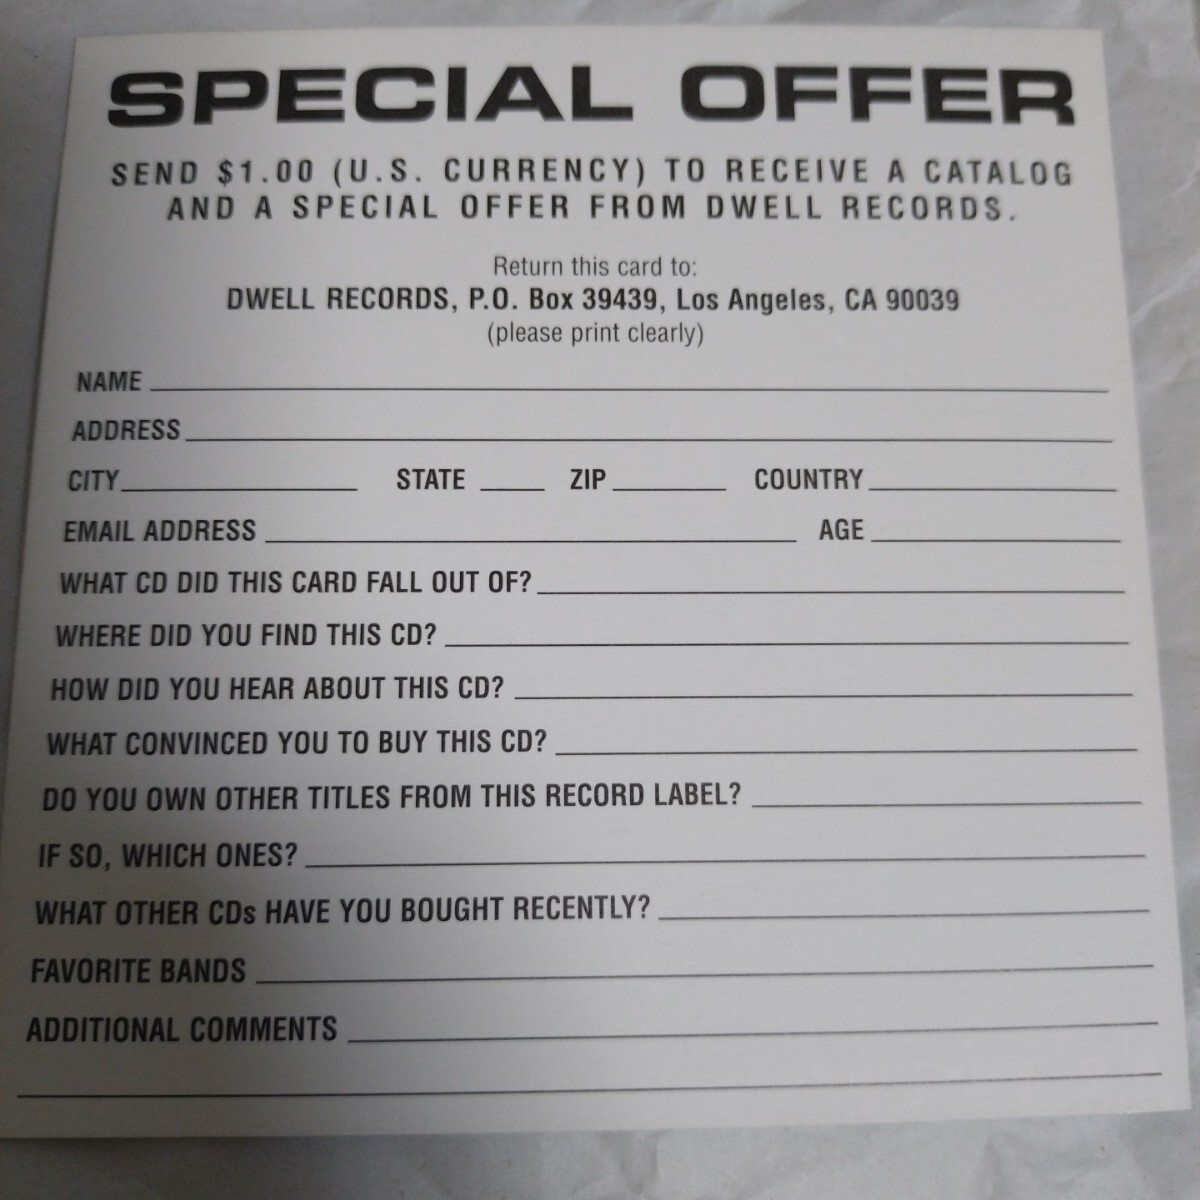 SPECIAL OFFER
SEND $1.00 (U.S. CURRENCY) TO RECEIVE A CATALOG
AND A SPECIAL OFFER FROM DWELL RECORDS.
Return this card to:
DWELL RECORDS, P.O. Box 39439, Los Angeles, CA 90039
(please print clearly)
NAME
ADDRESS
CITY STATE ZIP COUNTRY
EMAIL ADDRESS AGE
WHAT CD DID THIS CARD FALL OUT OF?
WHERE DID YOU FIND THIS CD?
HOW DID YOU HEAR ABOUT THIS CD?
WHAT CONVINCED YOU TO BUY THIS CD?
DO YOU OWN OTHER TITLES FROM THIS RECORD LABEL?
IF SO, WHICH ONES?
WHAT OTHER CDs HAVE YOU BOUGHT RECENTLY?
FAVORITE BANDS
ADDITIONAL COMMENTS